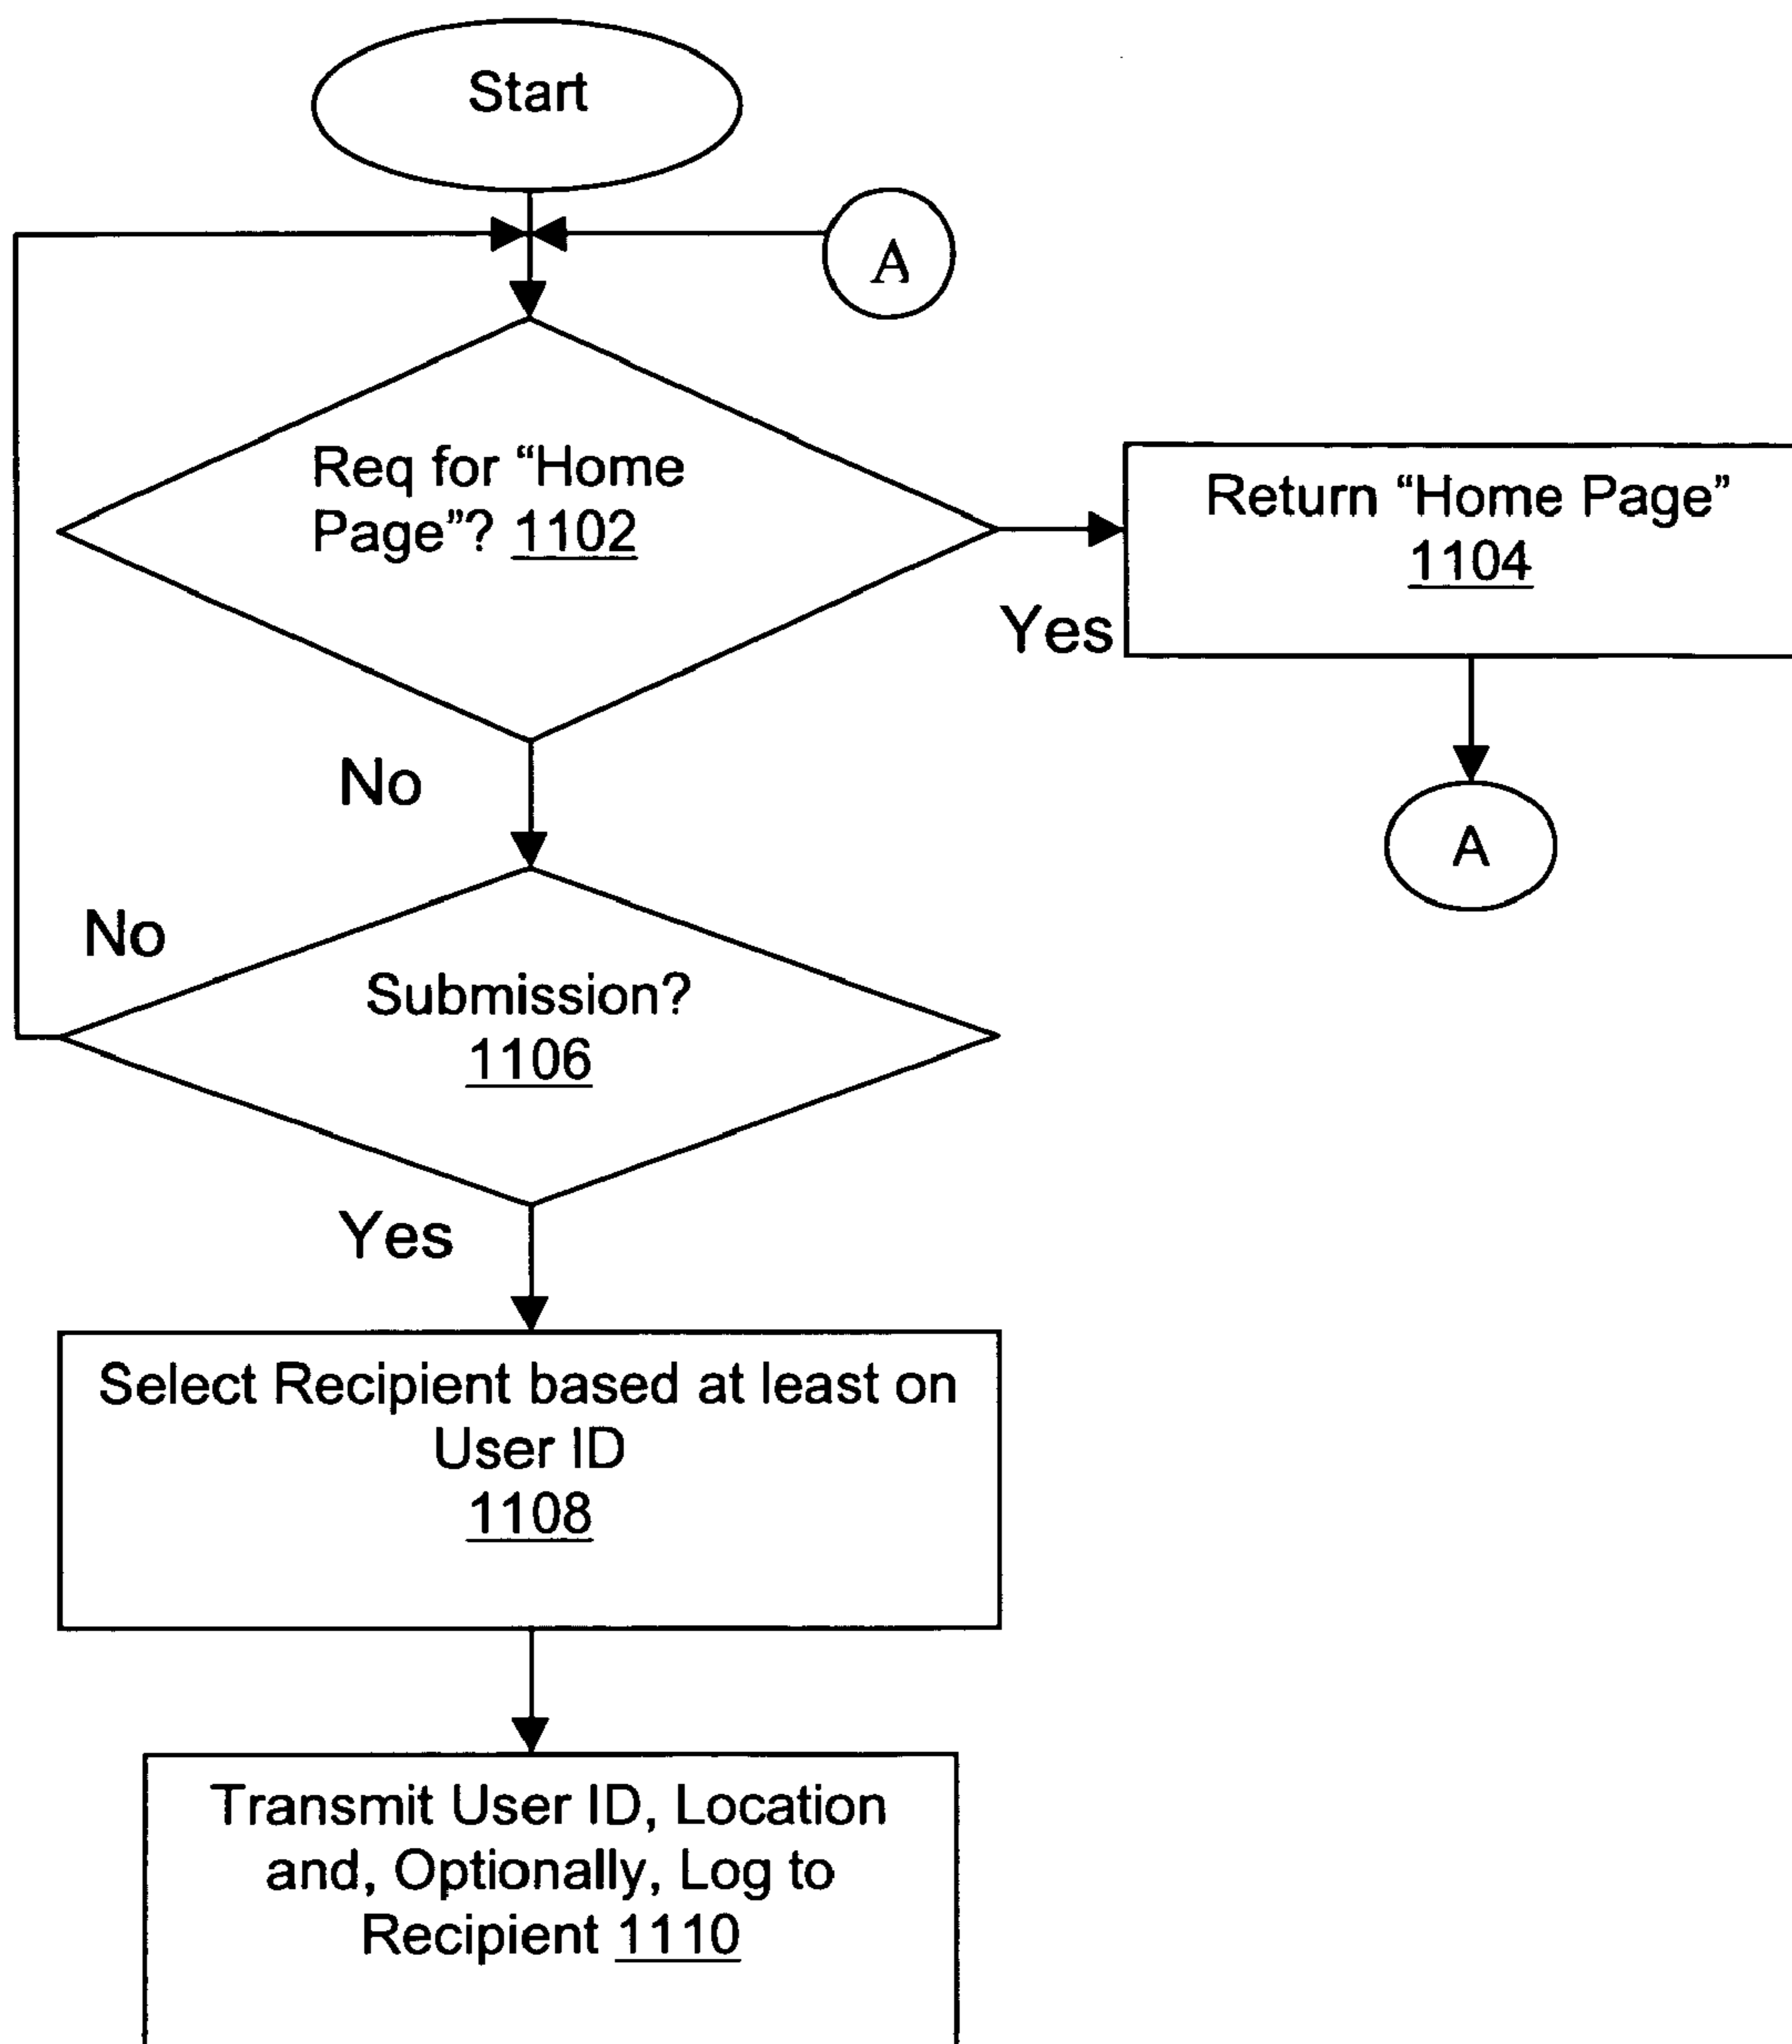 Start
A
Req for “Home
Page”? 1102
Yes
Return “Home Page”
1104
A
No
No
Submission?
1106
Yes
Select Recipient based at least on
User ID
1108
Transmit User ID, Location
and, Optionally, Log to
Recipient 1110